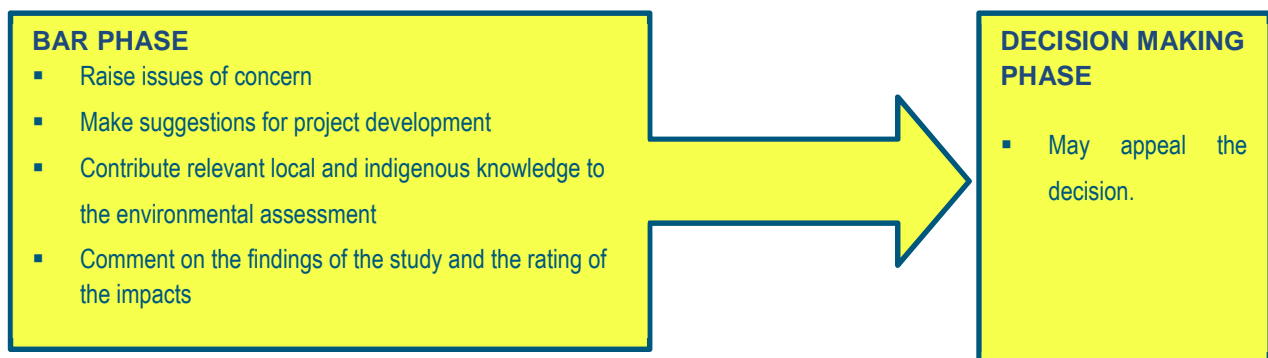 BAR PHASE
▪ Raise issues of concern
▪ Make suggestions for project development
▪ Contribute relevant local and indigenous knowledge to
the environmental assessment
▪ Comment on the findings of the study and the rating of
the impacts
DECISION MAKING
PHASE
▪ May appeal the
decision.